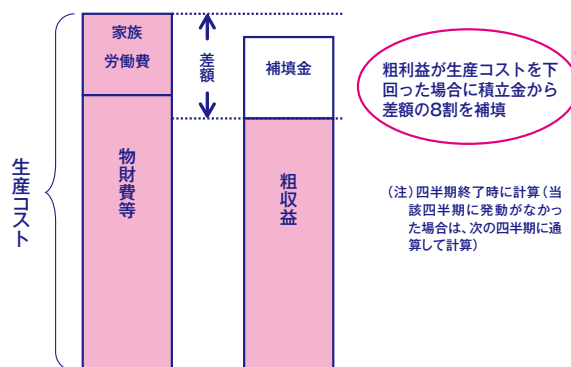 家族
労働費
差額
補填金
粗利益が生産コストを下
回った場合に積立金から
差額の8割を補填
生産コスト
物財費等
粗収益
(注)四半期終了時に計算(当
該四半期に発動がなかっ
た場合は、次の四半期に通
算して計算)